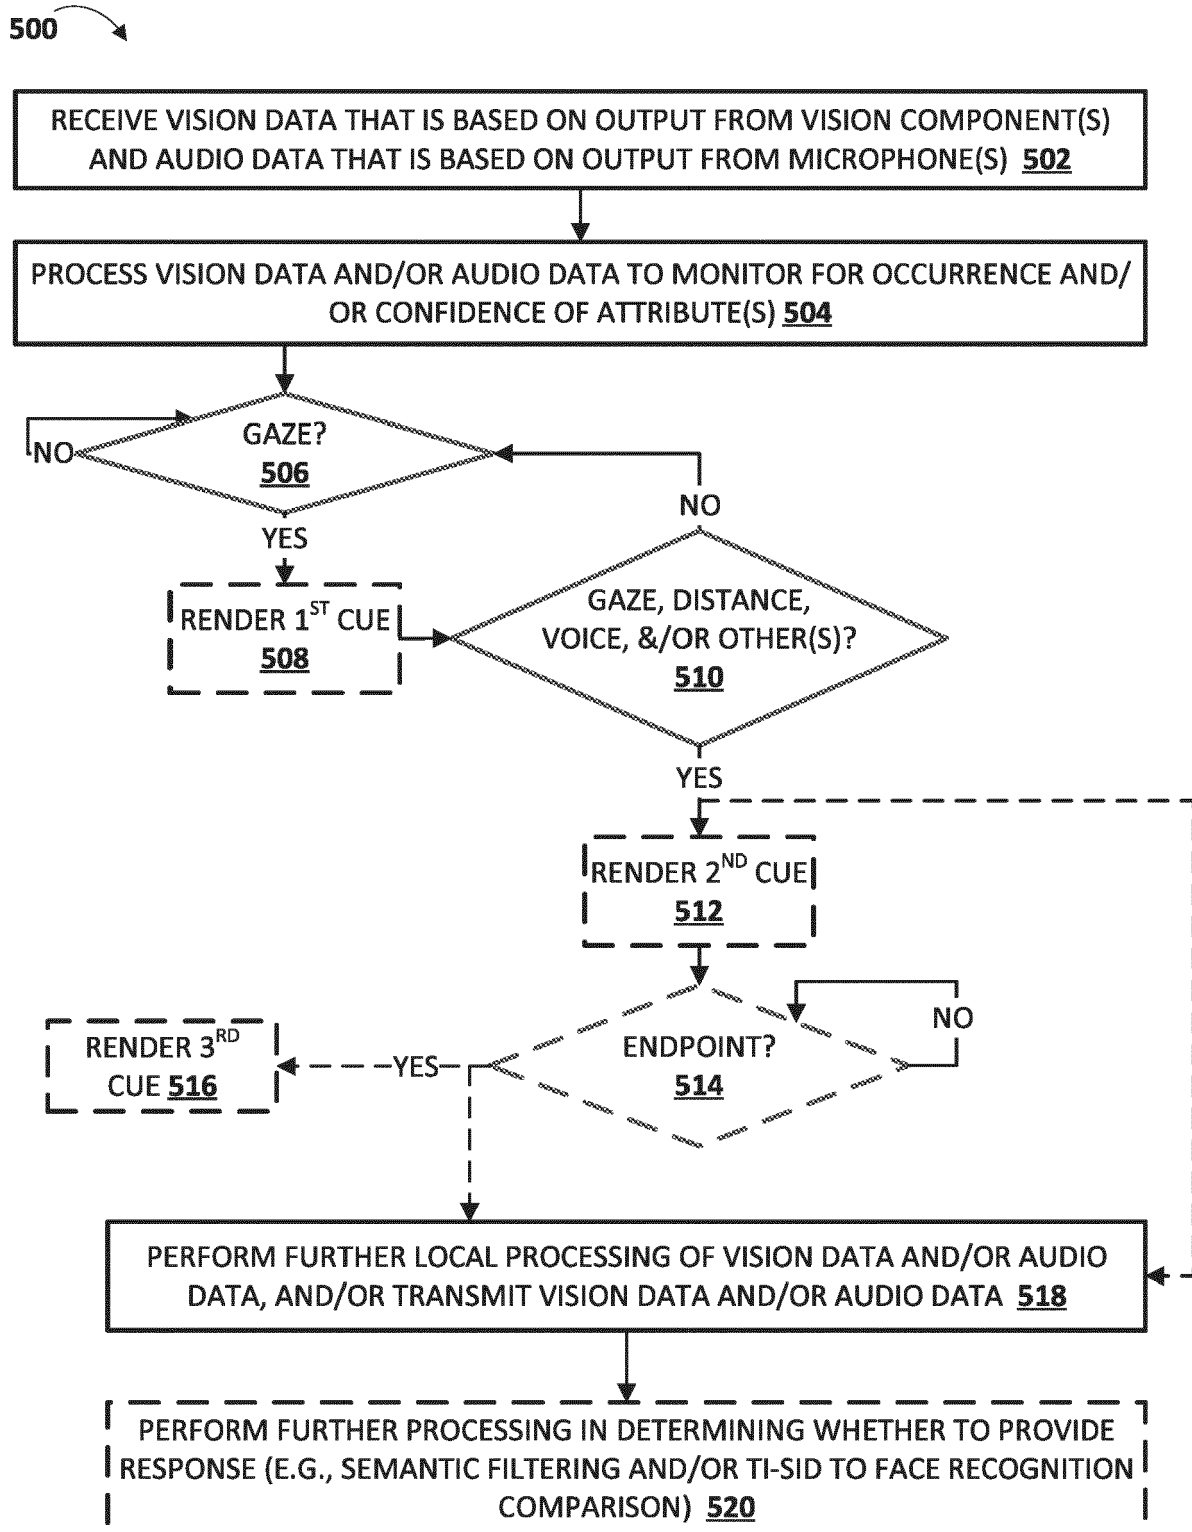 500
RECEIVE VISION DATA THAT IS BASED ON OUTPUT FROM VISION COMPONENT(S)
AND AUDIO DATA THAT IS BASED ON OUTPUT FROM MICROPHONE(S) 502
PROCESS VISION DATA AND/OR AUDIO DATA TO MONITOR FOR OCCURRENCE AND/
OR CONFIDENCE OF ATTRIBUTE(S) 504
GAZE?
506
NO
YES
NO
RENDER 1ST CUE
508
GAZE, DISTANCE,
VOICE, &/OR OTHER(S)?
510
YES
RENDER 2ND CUE
512
ENDPOINT?
514
NO
YES
RENDER 3RD
CUE 516
PERFORM FURTHER LOCAL PROCESSING OF VISION DATA AND/OR AUDIO
DATA, AND/OR TRANSMIT VISION DATA AND/OR AUDIO DATA 518
PERFORM FURTHER PROCESSING IN DETERMINING WHETHER TO PROVIDE
RESPONSE (E.G., SEMANTIC FILTERING AND/OR TI-SID TO FACE RECOGNITION
COMPARISON) 520